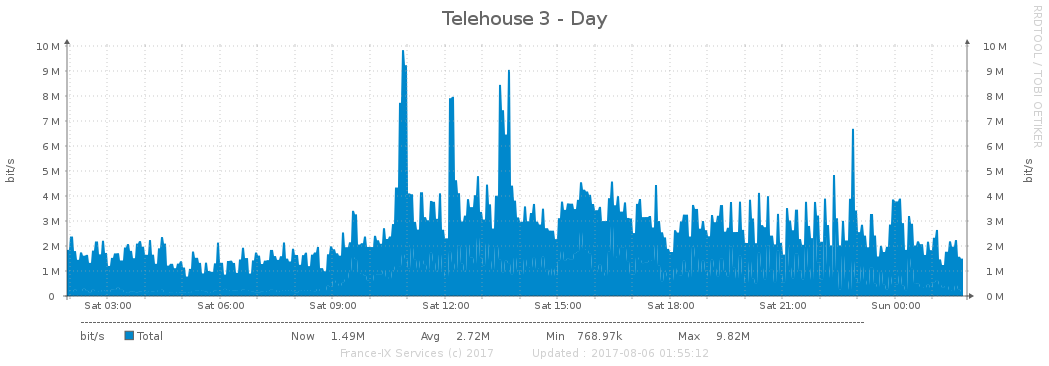 Telehouse 3 - Day
RRDTOOL / TOBI OETIKER
10 M 10 M
9 M 9 M
8 M 8 M
7 M 7 M
6 M 6 M
5 M 5 M
4 M 4 M
3 M 3 M
2 M 2 M
1 M 1 M
0 0 M
bit/s bit/s
Sat 03:00 Sat 06:00 Sat 09:00 Sat 12:00 Sat 15:00 Sat 18:00 Sat 21:00 Sun 00:00
bit/s Total Now 1.49M Avg 2.72M Min 768.97k Max 9.82M
France-IX Services (c) 2017 Updated : 2017-08-06 01:55:12